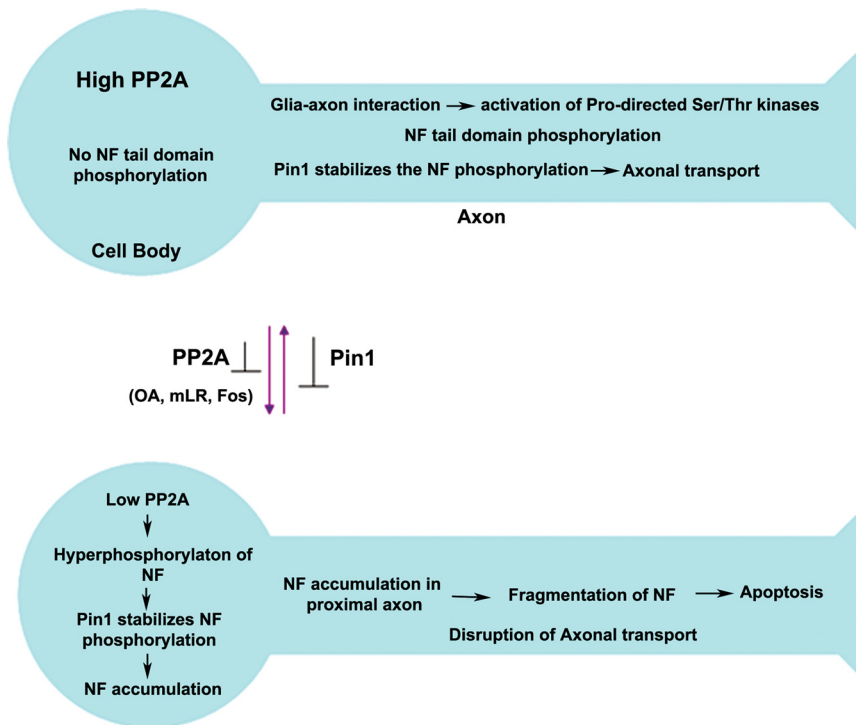 High PP2A
No NF tail domain
phosphorylation
Cell Body
Glia-axon interaction → activation of Pro-directed Ser/Thr kinases
NF tail domain phosphorylation
Pin1 stabilizes the NF phosphorylation → Axonal transport
Axon
PP2A
(OA, mLR, Fos)
Pin1
Low PP2A
Hyperphosphorylaton of
NF
Pin1 stabilizes NF
phosphorylation
NF accumulation
NF accumulation in
proximal axon
Fragmentation of NF
Apoptosis
Disruption of Axonal transport